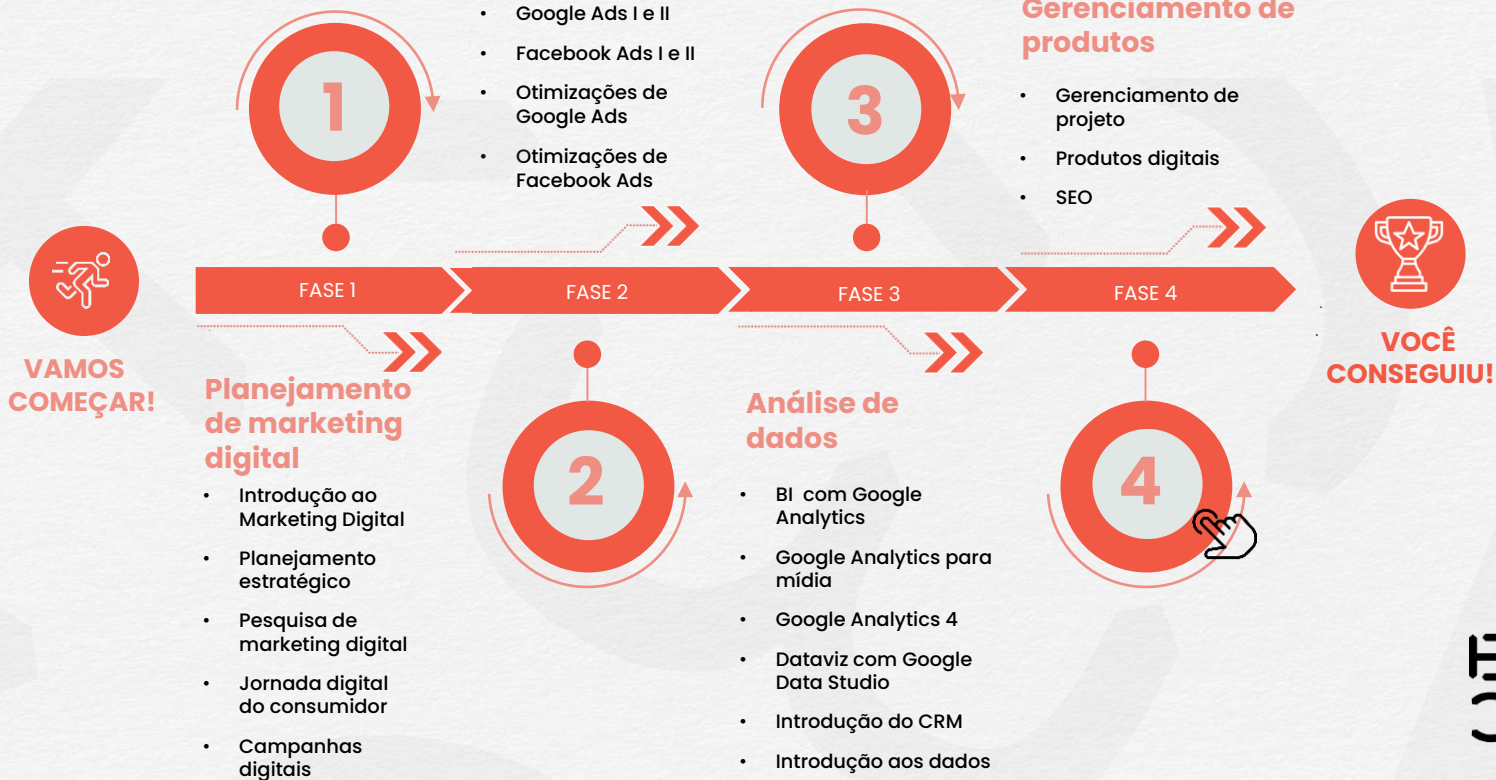 Google Ads I e II
Facebook Ads I e II
Otimizações de
Google Ads
Otimizações de
Facebook Ads
Gerenciamento de
produtos
Gerenciamento de
projeto
Produtos digitais
SEO
1
3
FASE 1
FASE 2
FASE 3
FASE 4
VAMOS
COMEÇAR!
VOCÊ
CONSEGUIU!
Planejamento
de marketing
digital
Introdução ao
Marketing Digital
Planejamento
estratégico
Pesquisa de
marketing digital
Jornada digital
do consumidor
Campanhas
digitais
2
Análise de
dados
BI com Google
Analytics
Google Analytics para
mídia
Google Analytics 4
Dataviz com Google
Data Studio
Introdução do CRM
Introdução aos dados
4